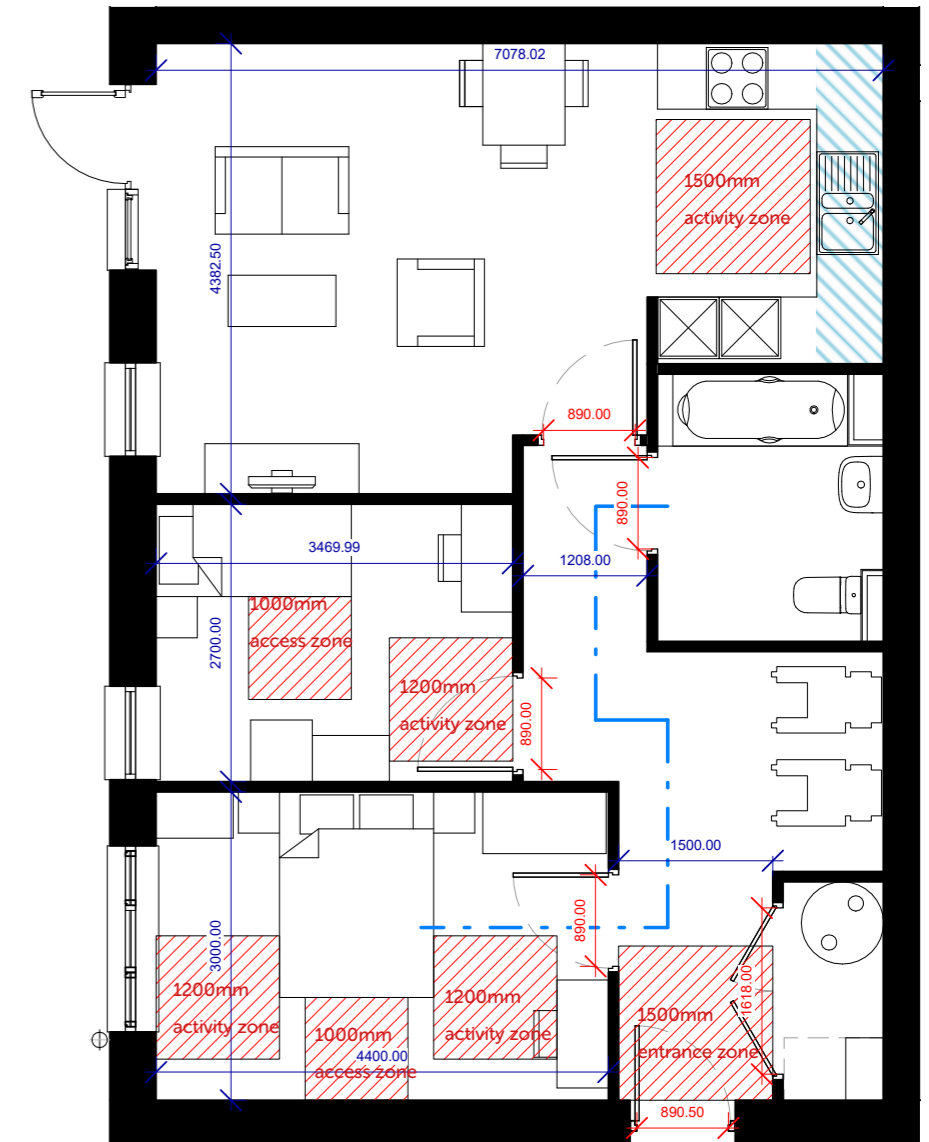 7078.02
1500mm
activity zone
4382.50
890.00
890.00
3469.99
1208.00
1000mm
access zone
2700.00
1200mm
activity zone
890.00
1500.00
890.00
3000.00
1200mm
activity zone
1200mm
activity zone
1618.00
1500mm
entrance zone
1000mm
access zone
4400.00
890.50